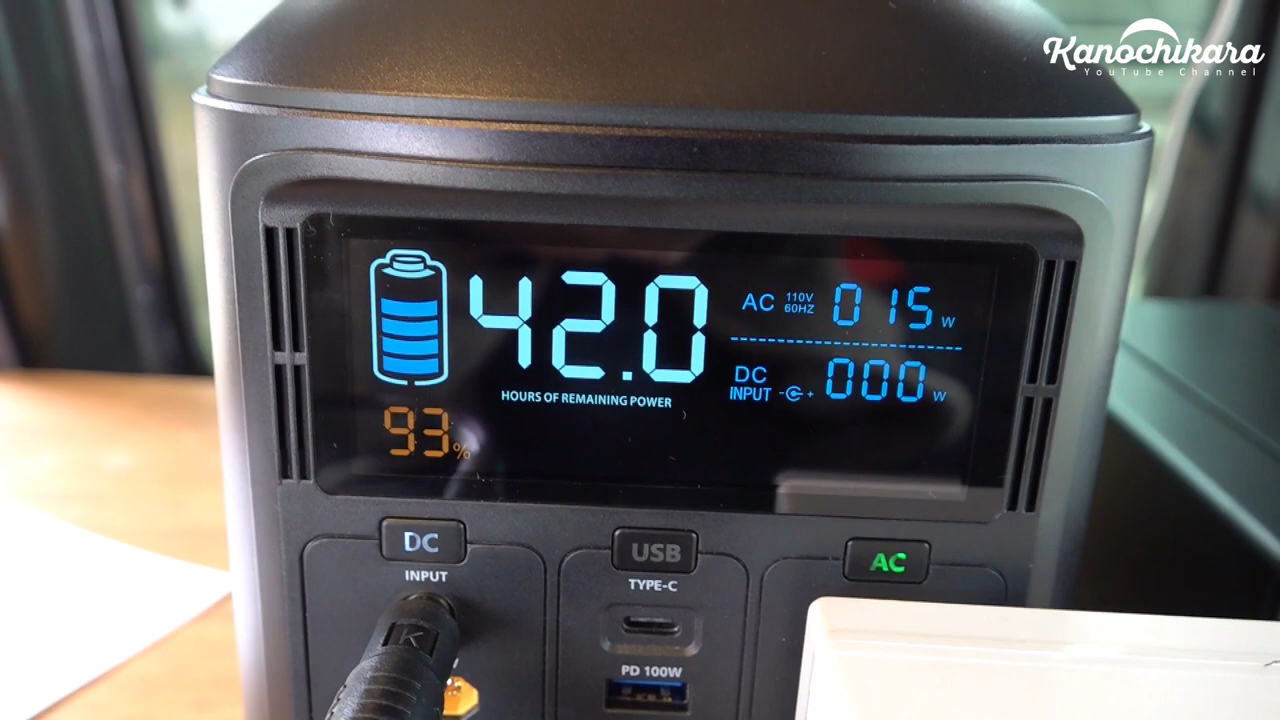 Kanochikara
YouTube Channel
42.0
HOURS OF REMAINING POWER
93%
AC 110V 60HZ 015 W
DC INPUT - + 000 W
DC
INPUT
USB
TYPE-C
PD 100W
AC
K